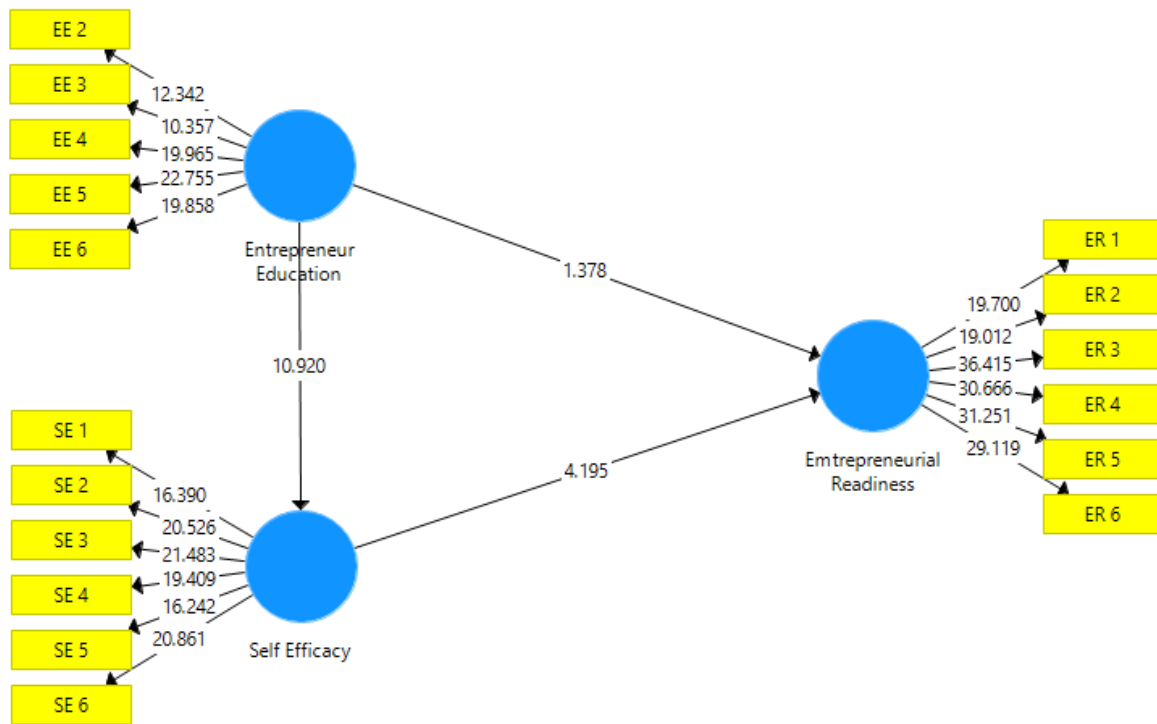 EE 2
EE 3
EE 4
EE 5
EE 6
12.342
10.357
19.965
22.755
19.858
Entrepreneur
Education
1.378
10.920
4.195
SE 1
SE 2
SE 3
SE 4
SE 5
SE 6
16.390
20.526
21.483
19.409
16.242
20.861
Self Efficacy
Emtrepreneurial
Readiness
19.700
19.012
36.415
30.666
31.251
29.119
ER 1
ER 2
ER 3
ER 4
ER 5
ER 6